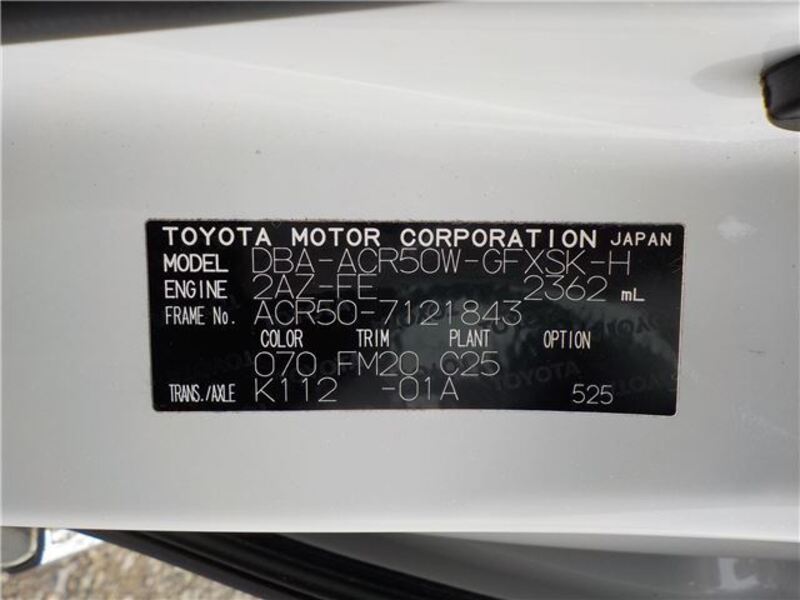 TOYOTA MOTOR CORPORATION JAPAN
MODEL DBA-ACR50W-GFXSK-H
ENGINE 2AZ-FE 2362 mL
FRAME No. ACR50-7121843
COLOR TRIM PLANT OPTION
070 FM20 C25
TRANS./AXLE K112 -01A 525